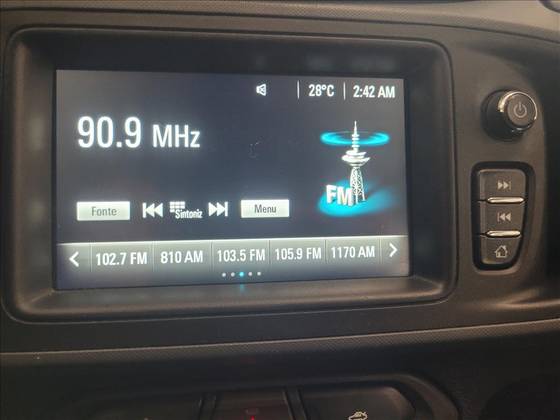 28°C 2:42 AM
90.9 MHz
FM
Fonte Sintoniz Menu
102.7 FM 810 AM 103.5 FM 105.9 FM 1170 AM